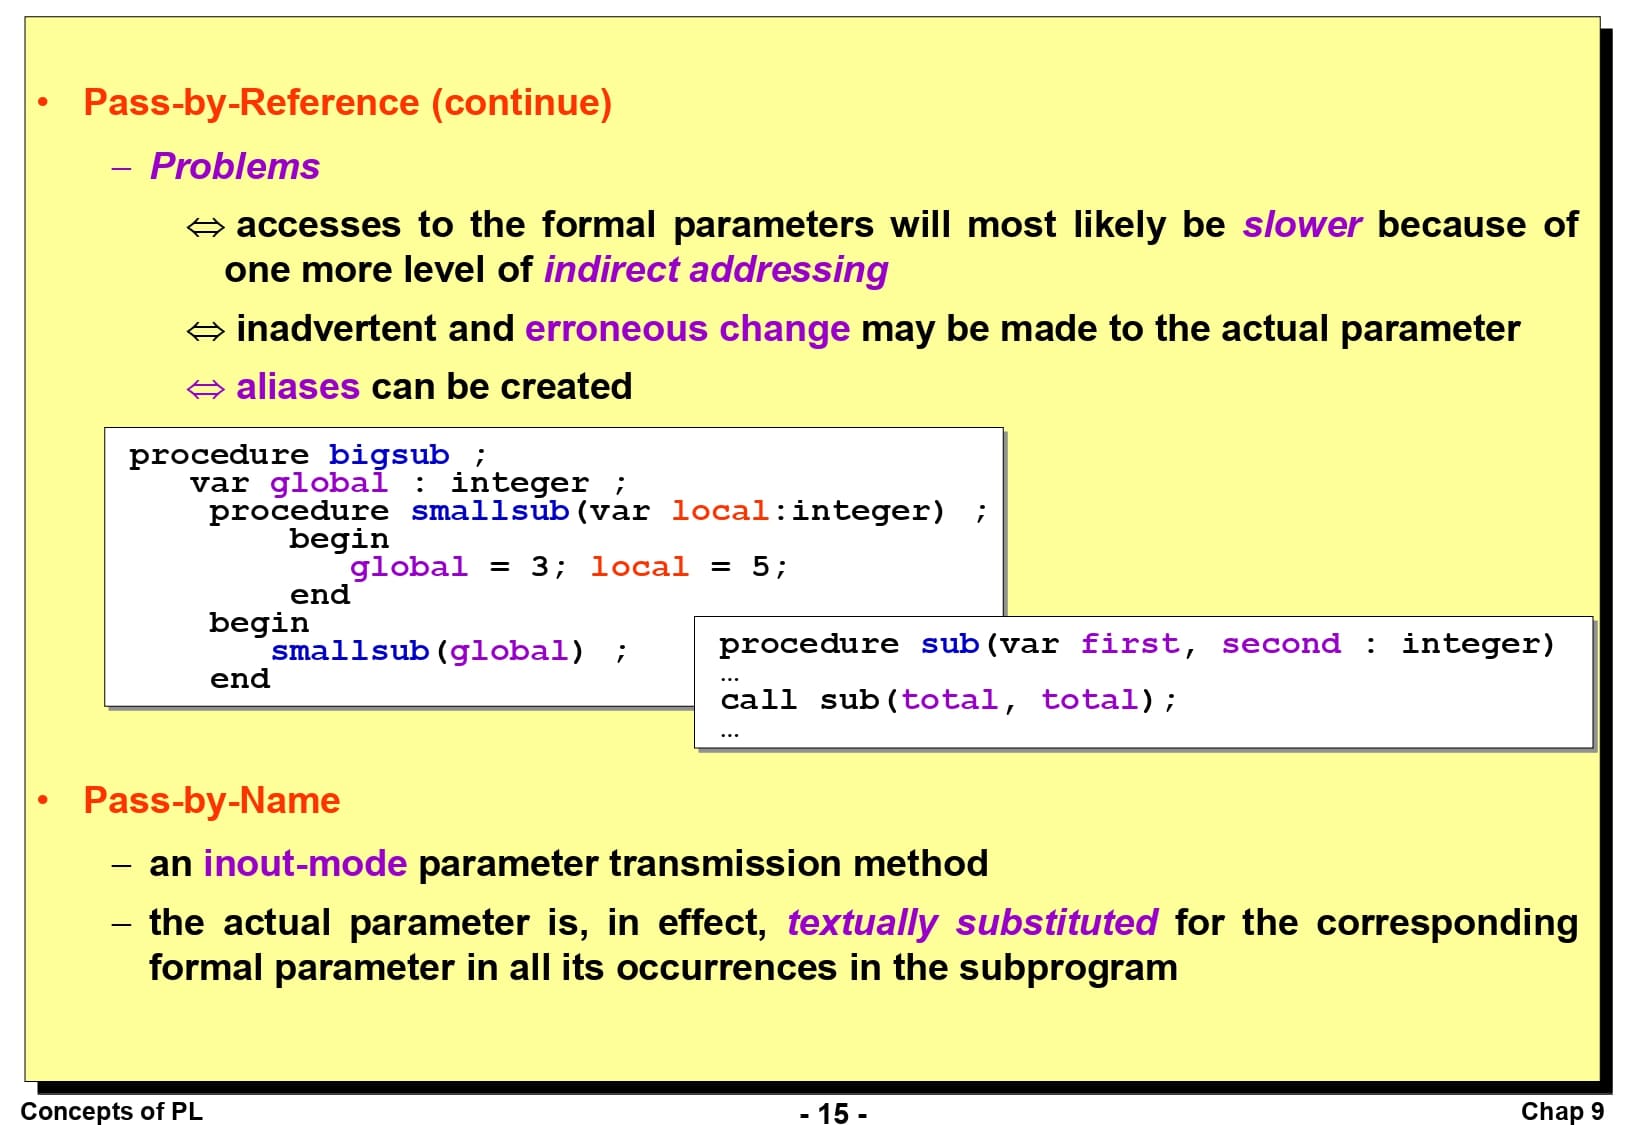 • Pass-by-Reference (continue)
– Problems
⇔ accesses to the formal parameters will most likely be slower because of
one more level of indirect addressing
⇔ inadvertent and erroneous change may be made to the actual parameter
⇔ aliases can be created
procedure bigsub ;
var global : integer ;
procedure smallsub(var local:integer) ;
begin
global = 3; local = 5;
end
begin
smallsub(global) ;
end
procedure sub(var first, second : integer)
…
call sub(total, total);
…
• Pass-by-Name
– an inout-mode parameter transmission method
– the actual parameter is, in effect, textually substituted for the corresponding
formal parameter in all its occurrences in the subprogram
Concepts of PL
- 15 -
Chap 9